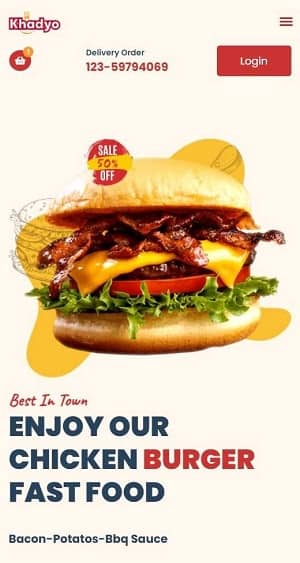 Khadyo
Delivery Order
123-59794069
Login
SALE
50%
OFF
Best In Town
ENJOY OUR
CHICKEN BURGER
FAST FOOD
Bacon-Potatos-Bbq Sauce